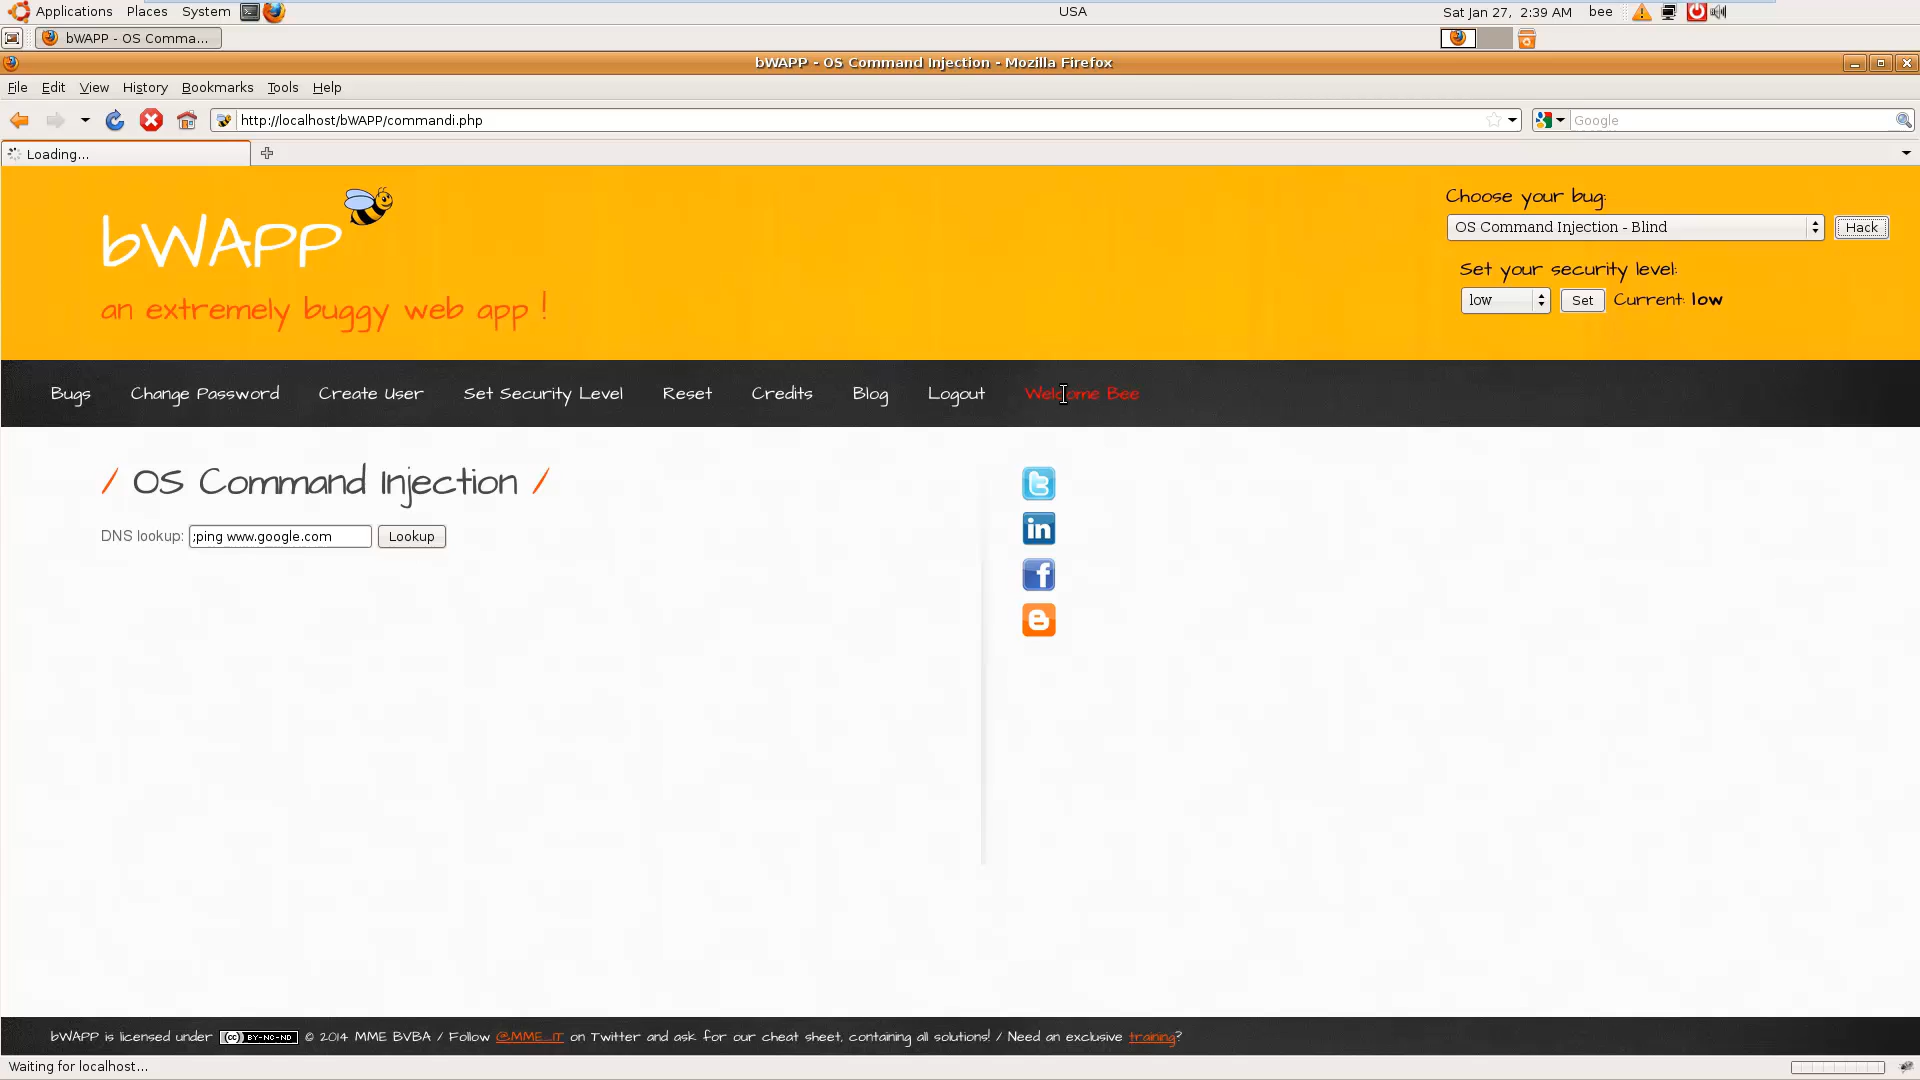 Applications Places System USA Sat Jan 27, 2:39 AM bee
bWAPP - OS Comma...
bWAPP - OS Command Injection - Mozilla Firefox
File Edit View History Bookmarks Tools Help
http://localhost/bWAPP/commandi.php Google
Loading...
bWAPP
an extremely buggy web app !
Choose your bug:
OS Command Injection - Blind Hack
Set your security level:
low Set Current: low
Bugs Change Password Create User Set Security Level Reset Credits Blog Logout Welcome Bee
/ OS Command Injection /
DNS lookup: ;ping www.google.com Lookup
bWAPP is licensed under (cc) BY-NC-ND © 2014 MME BVBA / Follow @MME_IT on Twitter and ask for our cheat sheet, containing all solutions! / Need an exclusive training?
Waiting for localhost...